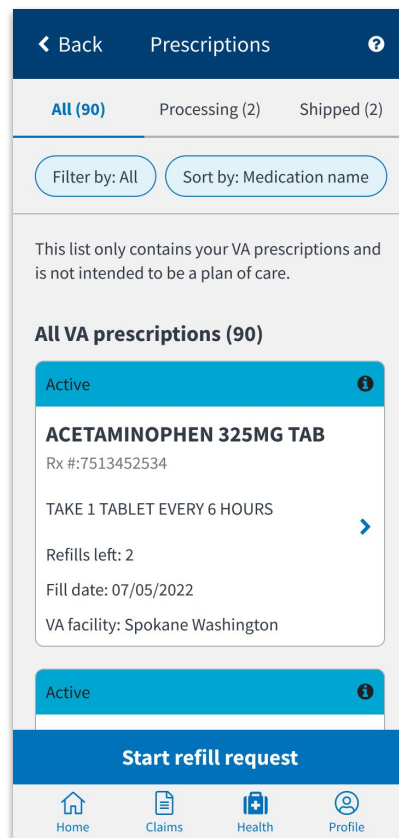 Back Prescriptions ?
All (90) Processing (2) Shipped (2)
Filter by: All Sort by: Medication name
This list only contains your VA prescriptions and
is not intended to be a plan of care.
All VA prescriptions (90)
Active
ACETAMINOPHEN 325MG TAB
Rx #:7513452534
TAKE 1 TABLET EVERY 6 HOURS
Refills left: 2
Fill date: 07/05/2022
VA facility: Spokane Washington
Active
Start refill request
Home Claims Health Profile